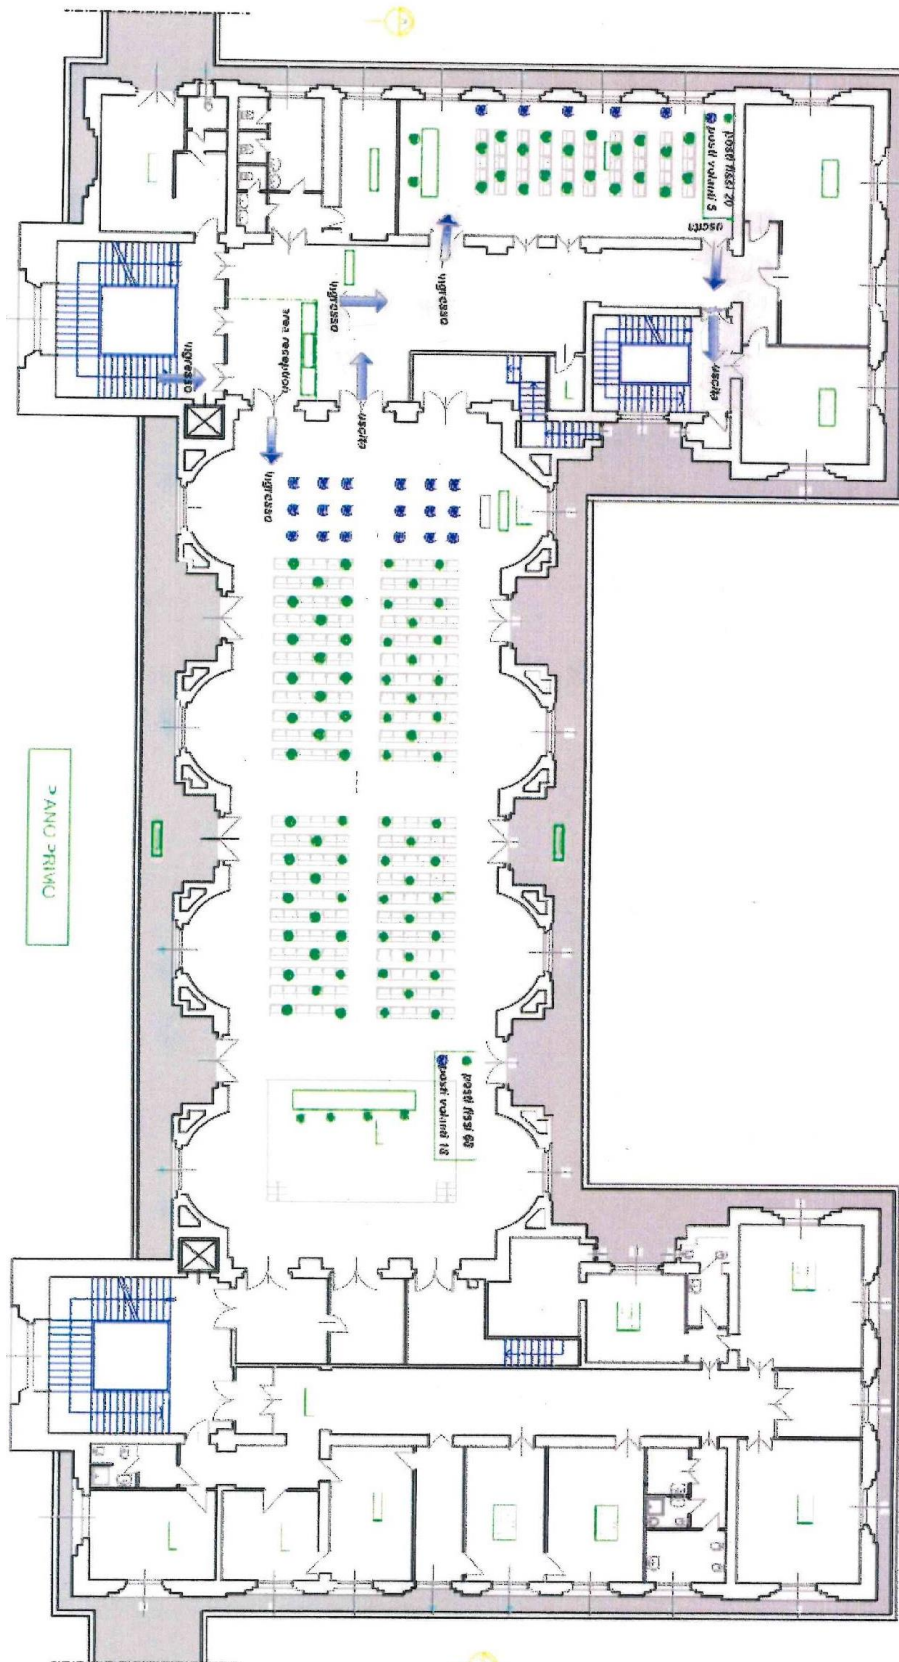 posti fissi 20
posti volanti 5
uscita
ingresso
ingresso
area reception
uscita
ingresso
uscita
ingresso
PIANO PRIMO
posti fissi 68
posti volanti 18